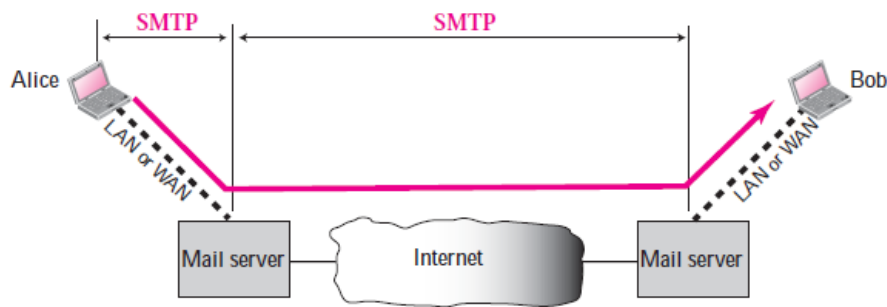 SMTP
SMTP
Alice
Bob
LAN or WAN
LAN or WAN
Mail server
Internet
Mail server